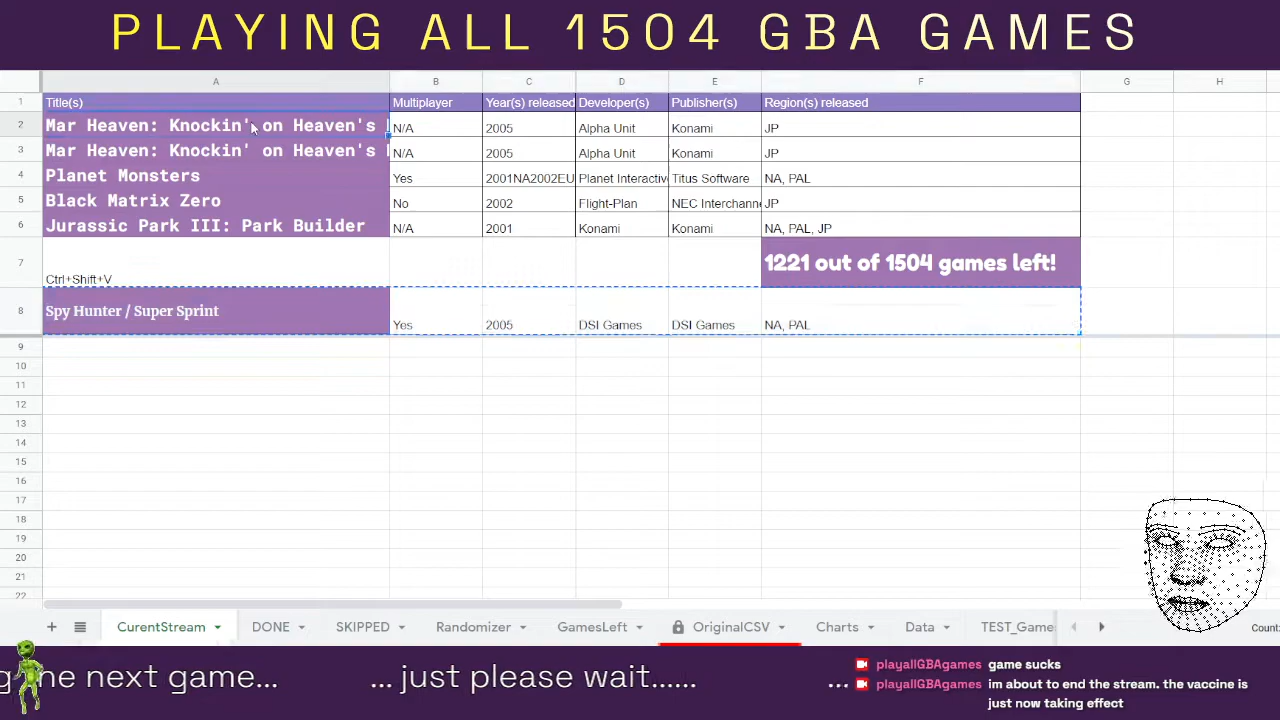 PLAYING ALL 1504 GBA GAMES
A B C D E F G H
1 Title(s) Multiplayer Year(s) released Developer(s) Publisher(s) Region(s) released
2 Mar Heaven: Knockin' on Heaven's N/A 2005 Alpha Unit Konami JP
3 Mar Heaven: Knockin' on Heaven's N/A 2005 Alpha Unit Konami JP
4 Planet Monsters Yes 2001NA2002EU Planet Interactive Titus Software NA, PAL
5 Black Matrix Zero No 2002 Flight-Plan NEC Interchann JP
6 Jurassic Park III: Park Builder N/A 2001 Konami Konami NA, PAL, JP
7 Ctrl+Shift+V 1221 out of 1504 games left!
8 Spy Hunter / Super Sprint Yes 2005 DSI Games DSI Games NA, PAL
9
10
11
12
13
14
15
16
17
18
19
20
21
22
+ CurentStream DONE SKIPPED Randomizer GamesLeft OriginalCSV Charts Data TEST_Game Count:
next game... ... just please wait...... ...
playallGBAgames game sucks
playallGBAgames im about to end the stream. the vaccine is
just now taking effect